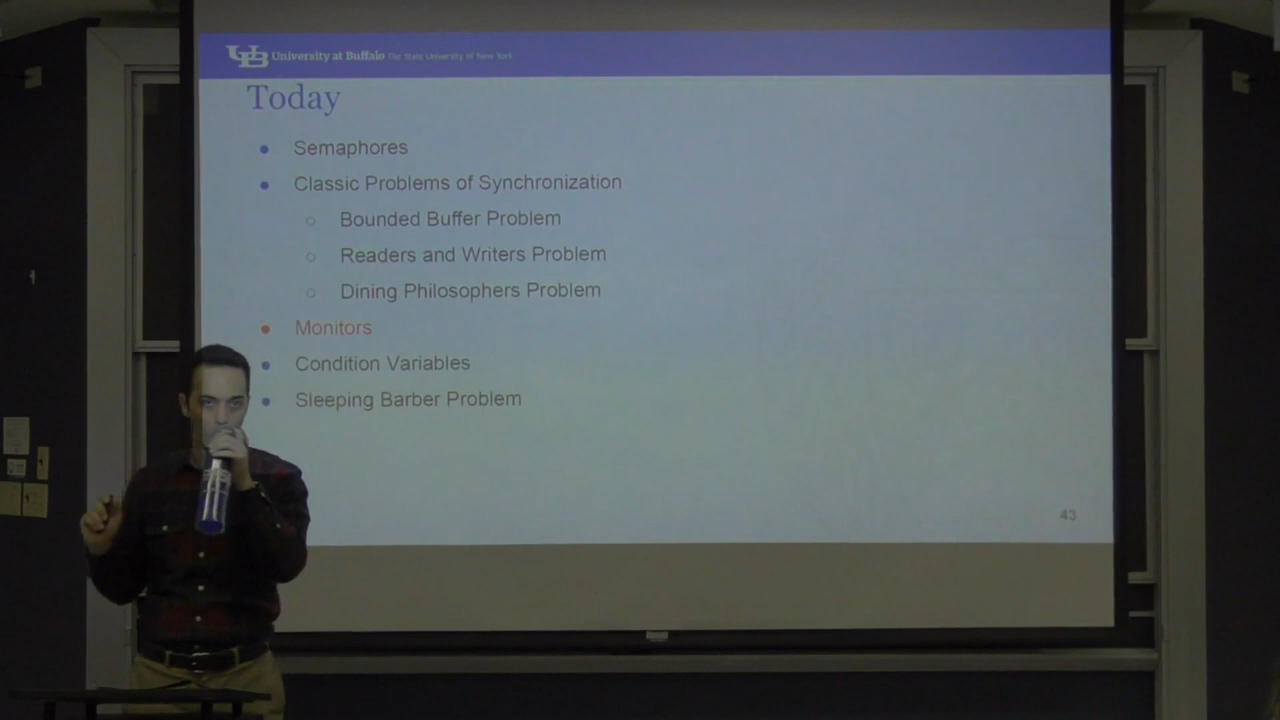 UB University at Buffalo The State University of New York
Today
Semaphores
Classic Problems of Synchronization
Bounded Buffer Problem
Readers and Writers Problem
Dining Philosophers Problem
Monitors
Condition Variables
Sleeping Barber Problem
43